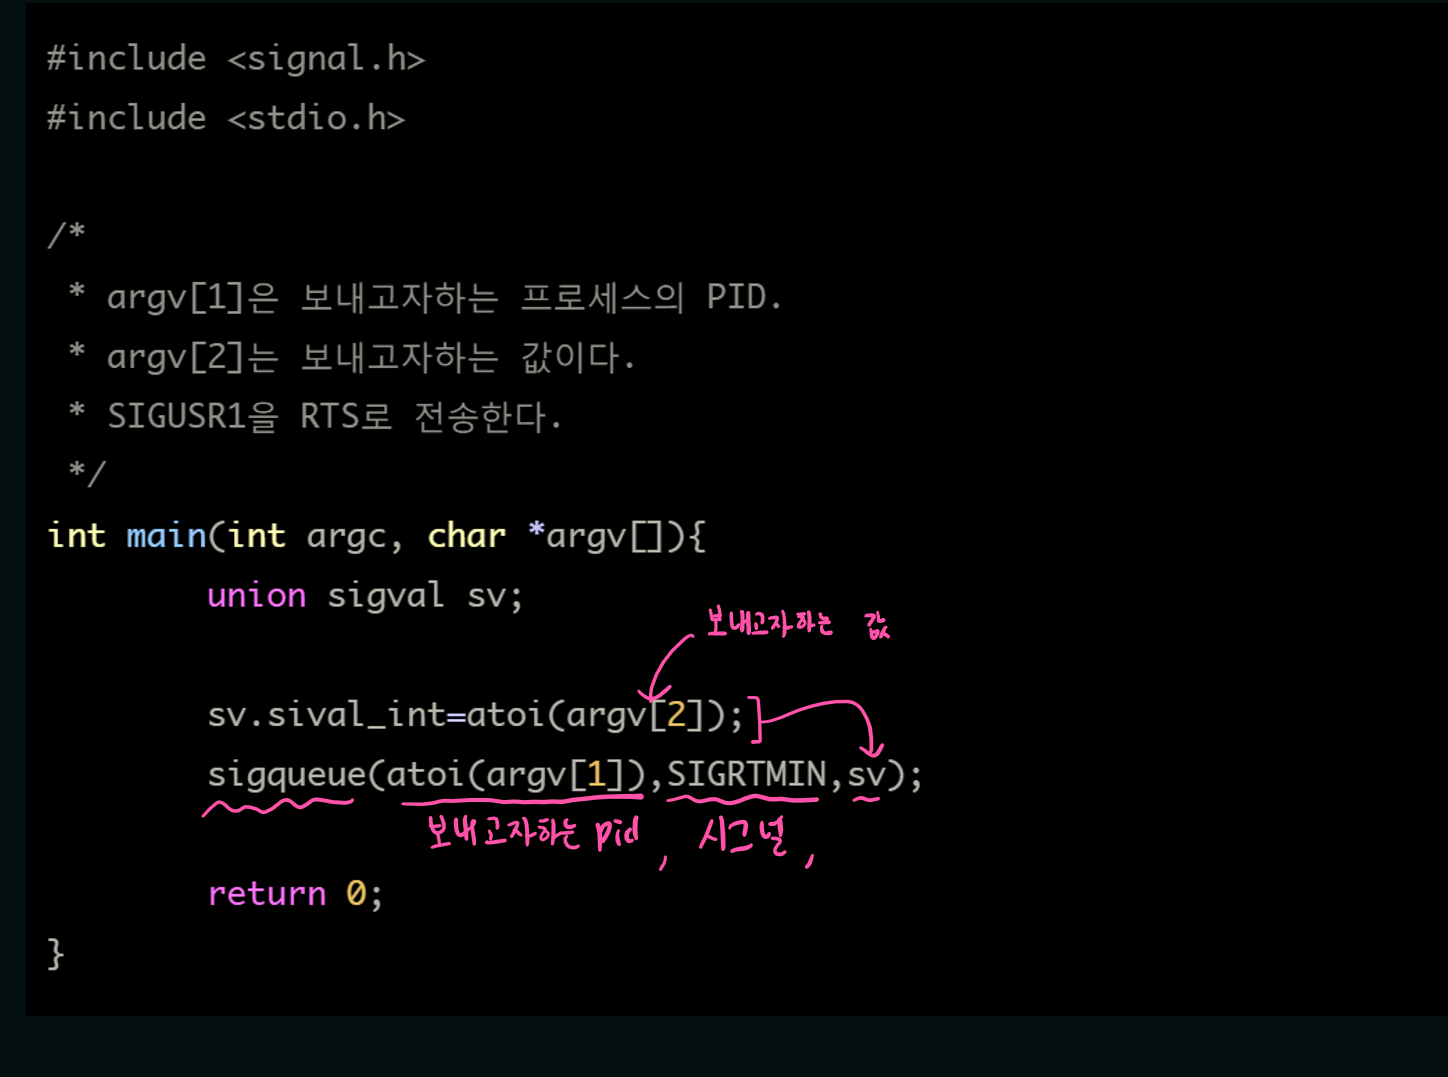 #include <signal.h>
#include <stdio.h>
/*
* argv[1]은 보내고자하는 프로세스의 PID.
* argv[2]는 보내고자하는 값이다.
* SIGUSR1을 RTS로 전송한다.
*/
int main(int argc, char *argv[]){
union sigval sv;
보내고자하는 값
sv.sival_int=atoi(argv[2]);
sigqueue(atoi(argv[1]),SIGRTMIN,sv);
보내고자하는 pid , 시그널 ,
return 0;
}